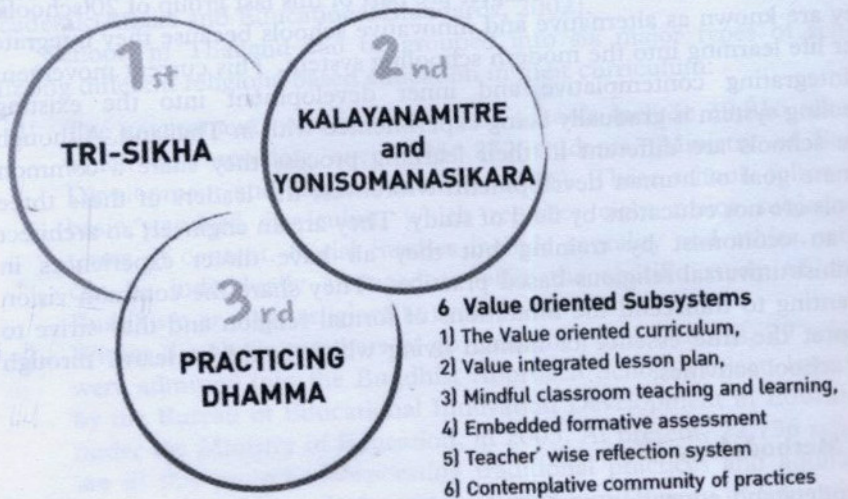 1st
TRI-SIKHA
2nd
KALAYANAMITRE
and
YONISOMANASIKARA
3rd
PRACTICING
DHAMMA
6 Value Oriented Subsystems
1) The Value oriented curriculum,
2) Value integrated lesson plan,
3) Mindful classroom teaching and learning,
4) Embedded formative assessment
5) Teacher' wise reflection system
6) Contemplative community of practices